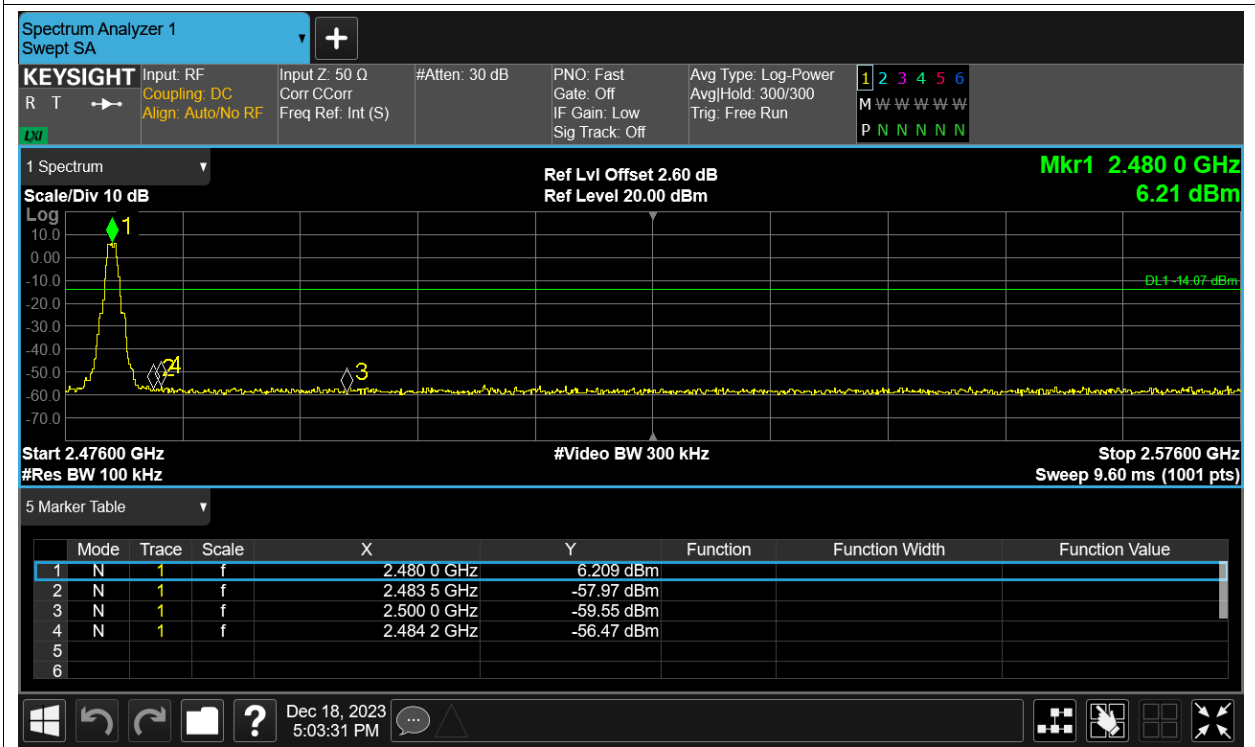 Spectrum Analyzer 1
Swept SA
KEYSIGHT Input: RF Input Z: 50 Ω #Atten: 30 dB PNO: Fast Avg Type: Log-Power 1 2 3 4 5 6
R T Coupling: DC Corr CCorr Gate: Off Avg|Hold: 300/300 M W W W W W
Align: Auto/No RF Freq Ref: Int (S) IF Gain: Low Trig: Free Run
LXI Sig Track: Off P N N N N N
1 Spectrum Ref Lvl Offset 2.60 dB Mkr1 2.480 0 GHz
Scale/Div 10 dB Ref Level 20.00 dBm 6.21 dBm
Log
1
10.0
0.00
-10.0 DL1 -14.07 dBm
-20.0
-30.0
-40.0
2 4 3
-50.0
-60.0
-70.0
Start 2.47600 GHz #Video BW 300 kHz Stop 2.57600 GHz
#Res BW 100 kHz Sweep 9.60 ms (1001 pts)
5 Marker Table
Mode Trace Scale X Y Function Function Width Function Value
1 N 1 f 2.480 0 GHz 6.209 dBm
2 N 1 f 2.483 5 GHz -57.97 dBm
3 N 1 f 2.500 0 GHz -59.55 dBm
4 N 1 f 2.484 2 GHz -56.47 dBm
5
6
? Dec 18, 2023
5:03:31 PM